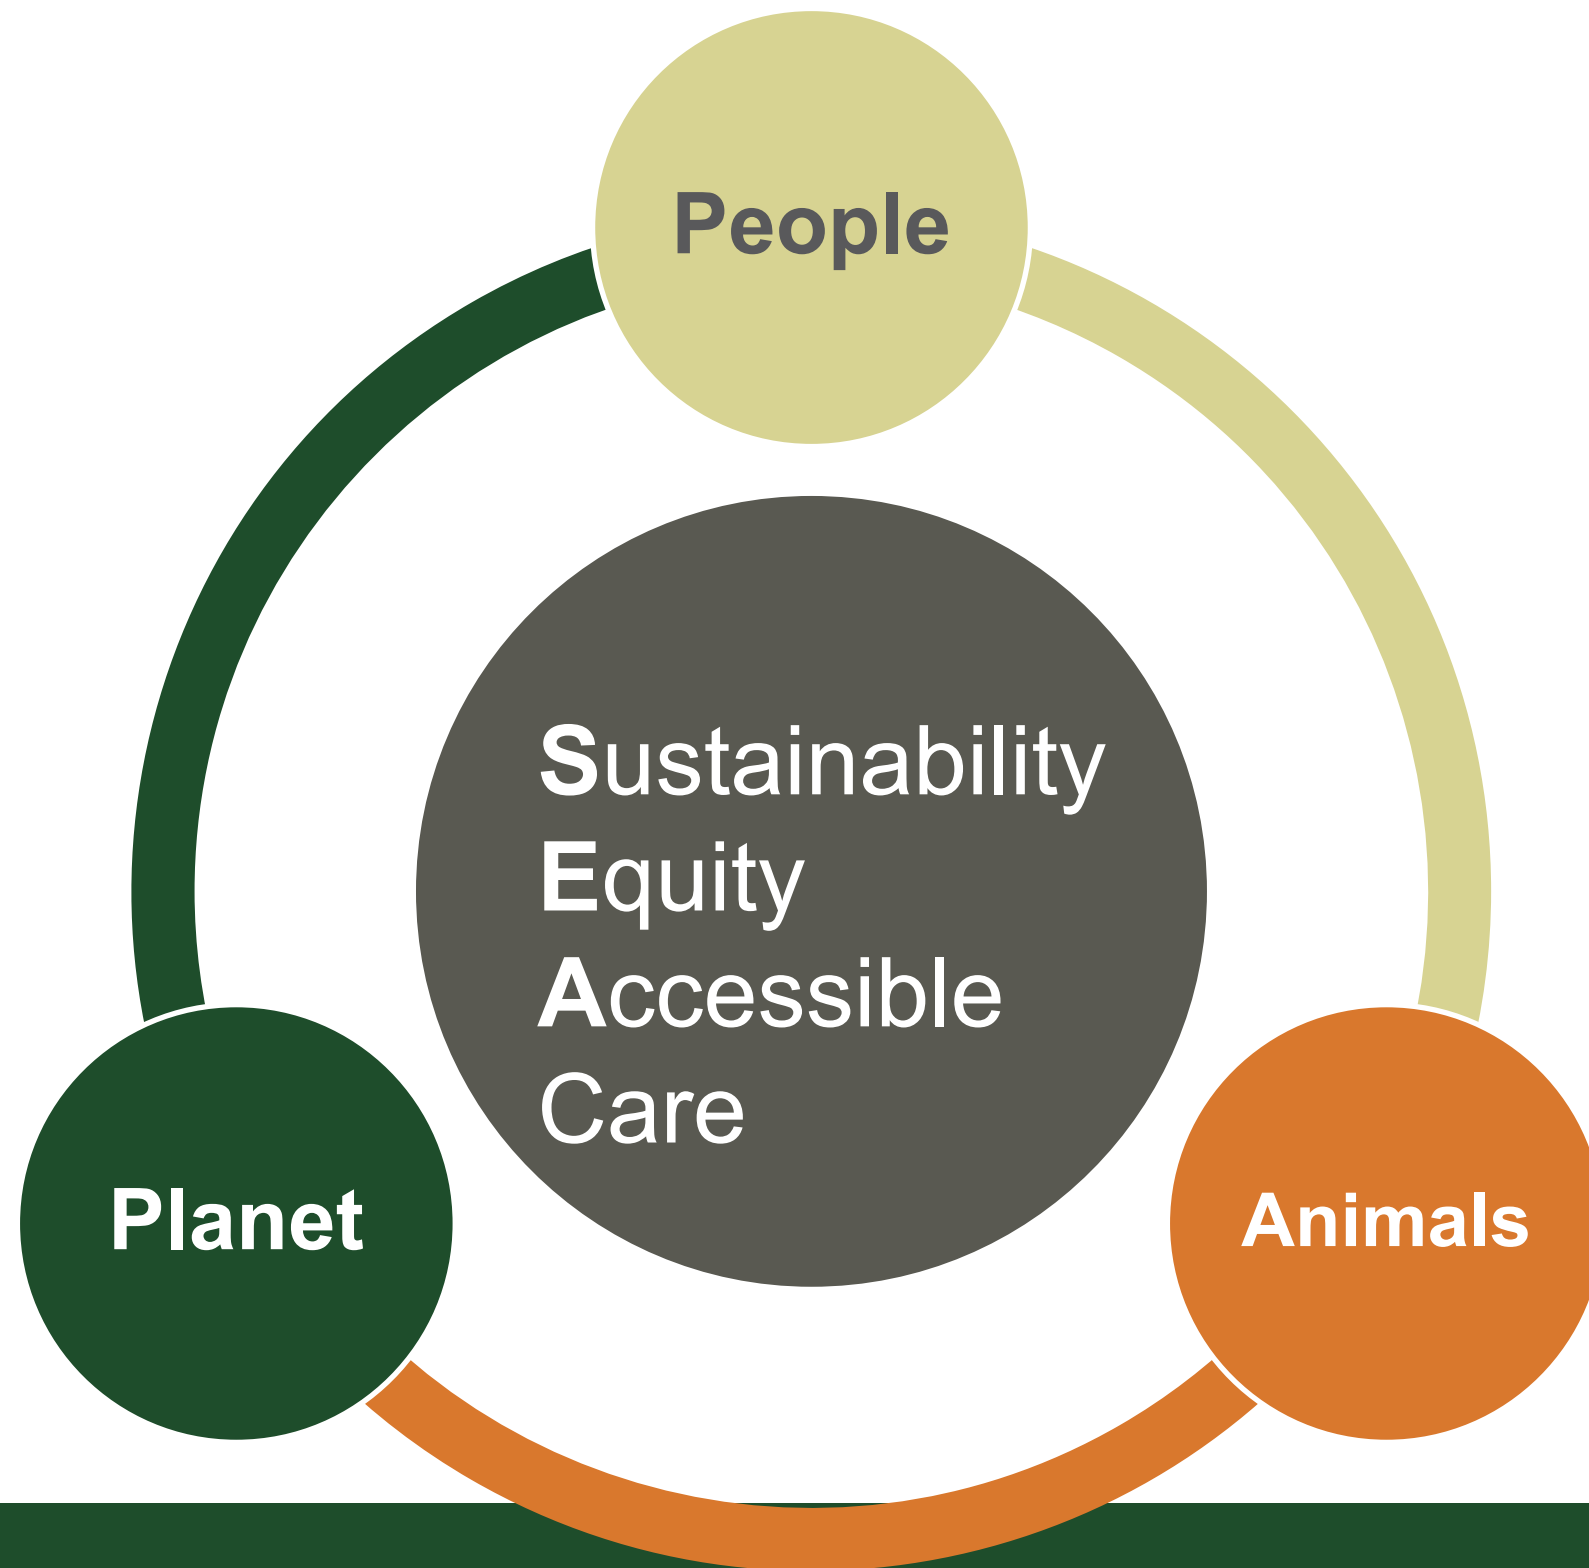 People
Sustainability
Equity
Accessible
Care
Planet
Animals